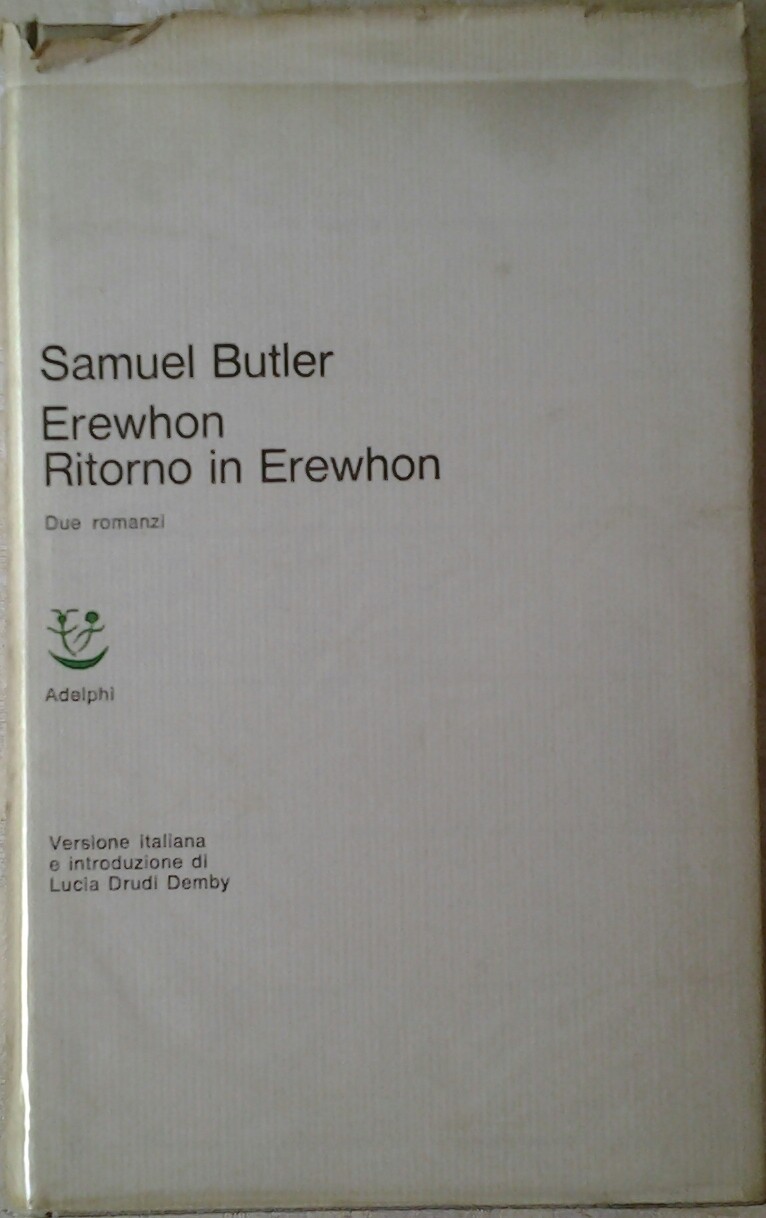 Samuel Butler
Erewhon
Ritorno in Erewhon
Due romanzi
Adelphi
Versione italiana
e introduzione di
Lucia Drudi Demby